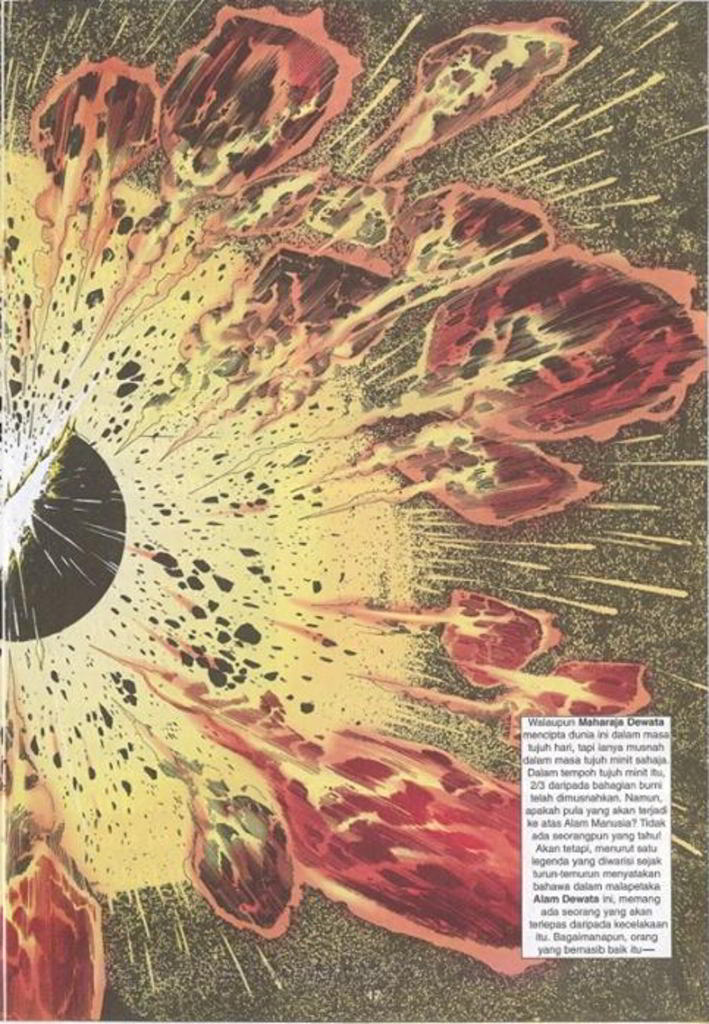 Walaupun Maharaja Dewata
mencipta dunia ini dalam masa
tujuh hari, tapi ianya musnah
dalam masa tujuh minit sahaja.
Dalam tempoh tujuh minit itu,
2/3 daripada bahagian bumi
telah dimusnahkan. Namun,
apakah pula yang akan terjadi
ke atas Alam Manusia? Tidak
ada seorangpun yang tahu!
Akan tetapi, menurut satu
legenda yang diwarisi sejak
turun-temurun menyatakan
bahawa dalam malapetaka
Alam Dewata ini, memang
ada seorang yang akan
terlepas daripada kecelakaan
itu. Bagaimanapun, orang
yang bernasib baik itu—